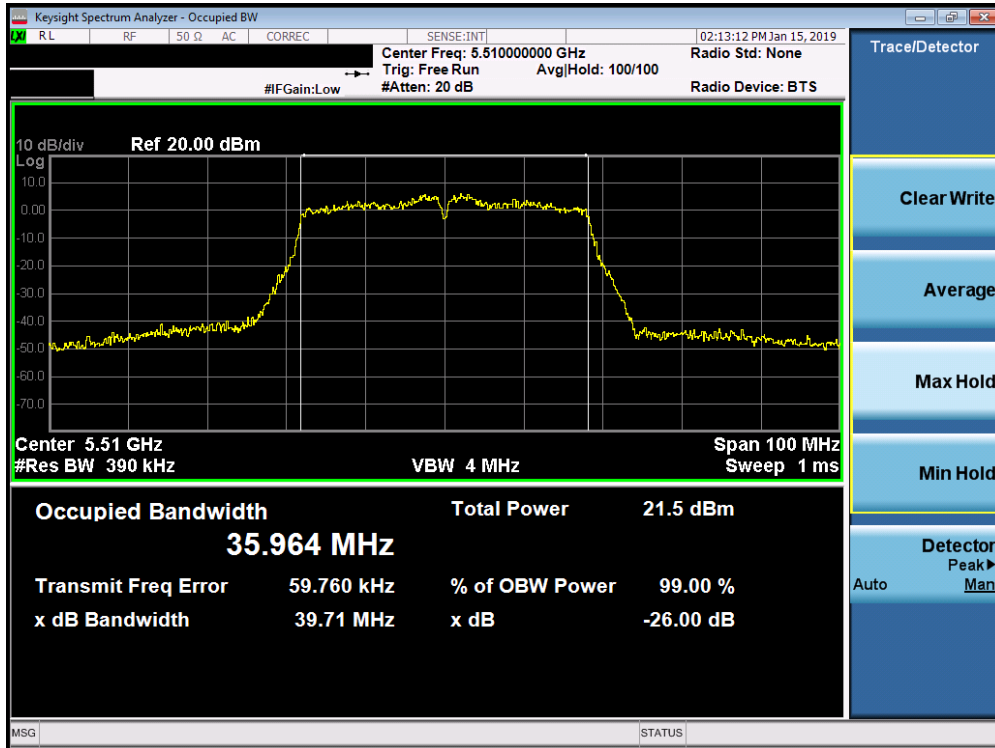 Keysight Spectrum Analyzer - Occupied BW
LXI RL RF 50 Ω AC CORREC SENSE:INT 02:13:12 PM Jan 15, 2019
Center Freq: 5.510000000 GHz Radio Std: None
Trig: Free Run Avg|Hold: 100/100
#IFGain:Low #Atten: 20 dB Radio Device: BTS
10 dB/div Ref 20.00 dBm
Log
10.0
0.00
-10.0
-20.0
-30.0
-40.0
-50.0
-60.0
-70.0
Center 5.51 GHz Span 100 MHz
#Res BW 390 kHz VBW 4 MHz Sweep 1 ms
Occupied Bandwidth Total Power 21.5 dBm
35.964 MHz
Transmit Freq Error 59.760 kHz % of OBW Power 99.00 %
x dB Bandwidth 39.71 MHz x dB -26.00 dB
Trace/Detector
Clear Write
Average
Max Hold
Min Hold
Detector
Peak▶
Auto Man
MSG STATUS